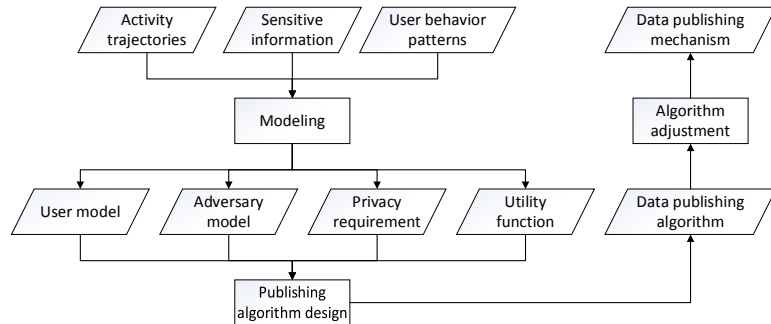 Activity
trajectories
Sensitive
information
User behavior
patterns
Data publishing
mechanism
Modeling
Algorithm
adjustment
User model
Adversary
model
Privacy
requirement
Utility
function
Data publishing
algorithm
Publishing
algorithm design